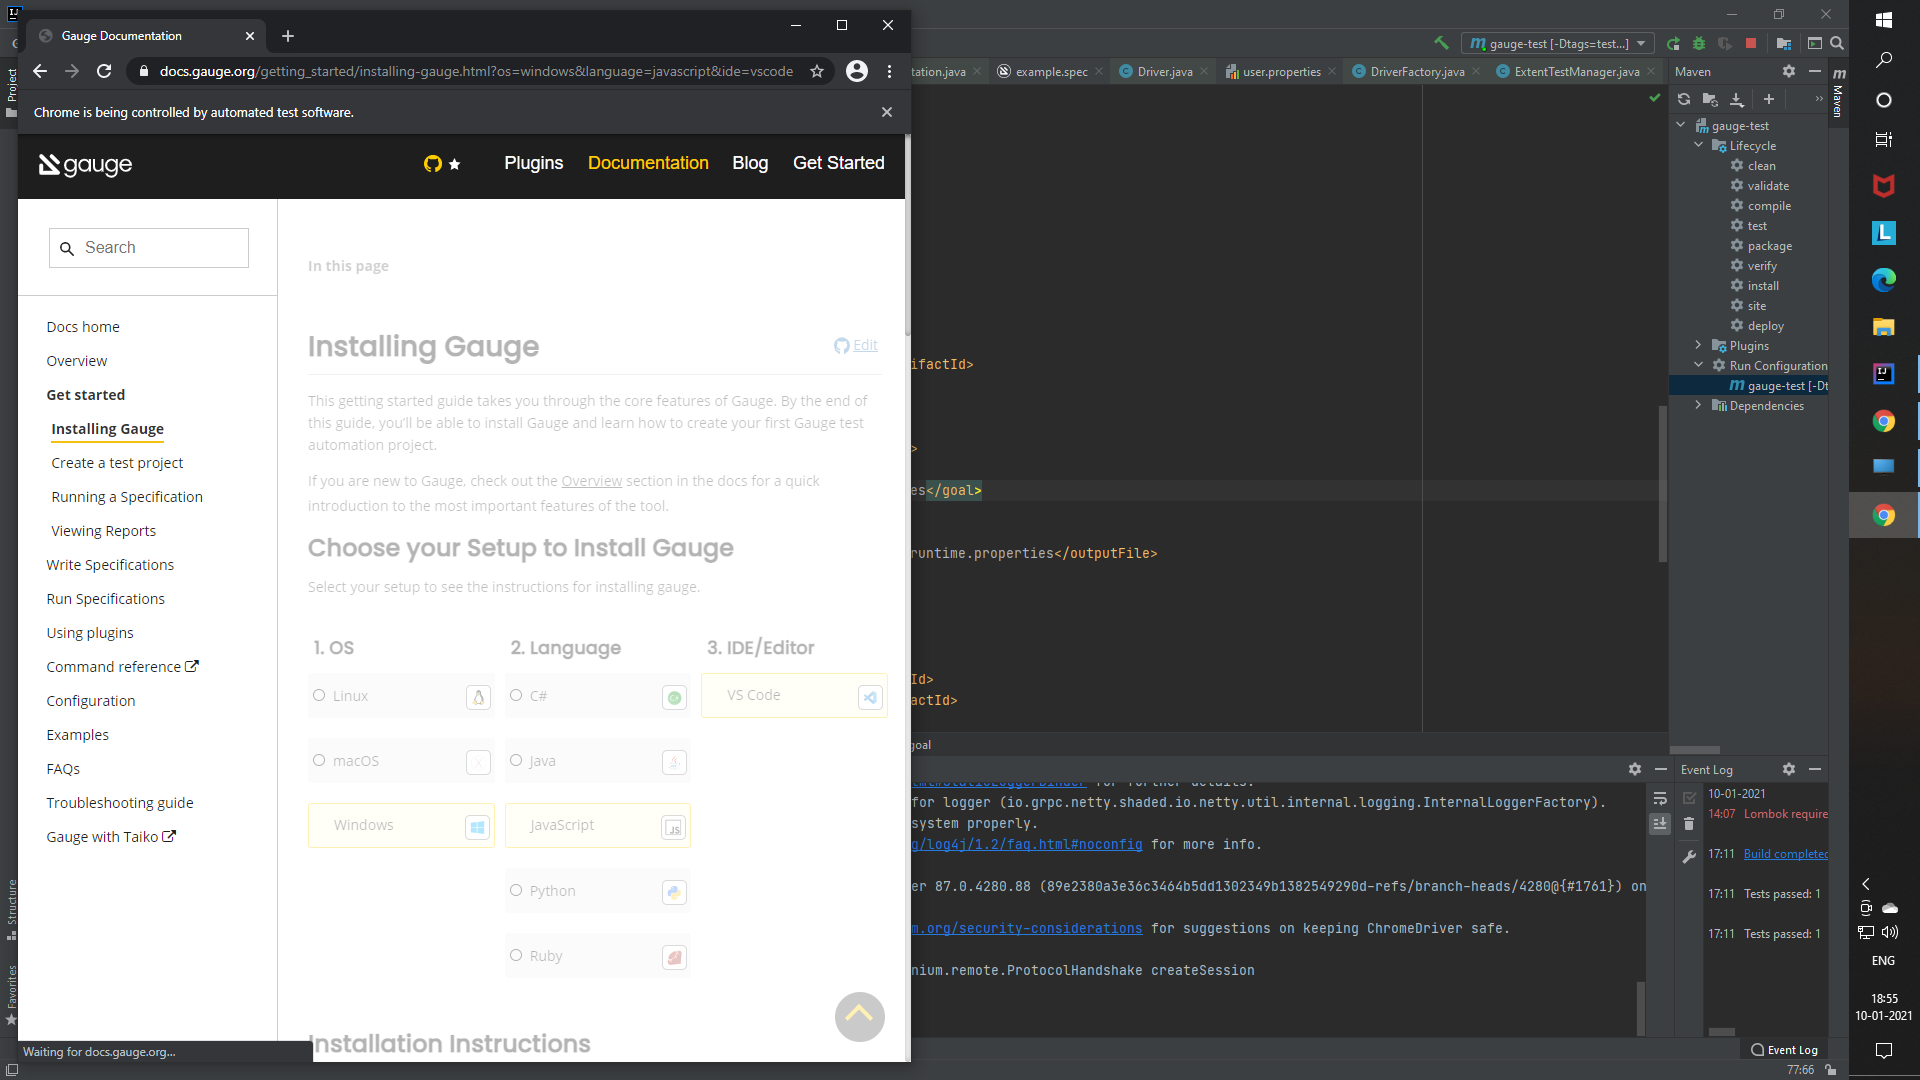 Gauge Documentation
docs.gauge.org/getting_started/installing-gauge.html?os=windows&language=javascript&ide=vscode
Chrome is being controlled by automated test software.
gauge
Plugins
Documentation
Blog
Get Started
Search
Docs home
Overview
Get started
Installing Gauge
Create a test project
Running a Specification
Viewing Reports
Write Specifications
Run Specifications
Using plugins
Command reference
Configuration
Examples
FAQs
Troubleshooting guide
Gauge with Taiko
In this page
Installing Gauge
Edit
This getting started guide takes you through the core features of Gauge. By the end of
this guide, you'll be able to install Gauge and learn how to create your first Gauge test
automation project.
If you are new to Gauge, check out the Overview section in the docs for a quick
introduction to the most important features of the tool.
Choose your Setup to Install Gauge
Select your setup to see the instructions for installing gauge.
1. OS
2. Language
3. IDE/Editor
Linux
C#
VS Code
macOS
Java
Windows
JavaScript
Python
Ruby
Installation Instructions
Waiting for docs.gauge.org...
Project
Structure
Favorites
gauge-test [-Dtags=test...]
tation.java
example.spec
Driver.java
user.properties
DriverFactory.java
ExtentTestManager.java
ifactId>
>
es</goal>
runtime.properties</outputFile>
Id>
actId>
goal
for logger (io.grpc.netty.shaded.io.netty.util.internal.logging.InternalLoggerFactory).
system properly.
g/log4j/1.2/faq.html#noconfig for more info.
er 87.0.4280.88 (89e2380a3e36c3464b5dd1302349b1382549290d-refs/branch-heads/4280@{#1761}) on
m.org/security-considerations for suggestions on keeping ChromeDriver safe.
nium.remote.ProtocolHandshake createSession
Maven
Maven
gauge-test
Lifecycle
clean
validate
compile
test
package
verify
install
site
deploy
Plugins
Run Configuration
gauge-test [-Dt
Dependencies
Event Log
10-01-2021
14:07 Lombok require
17:11 Build completed
17:11 Tests passed: 1
17:11 Tests passed: 1
Event Log
77:66
ENG
18:55
10-01-2021